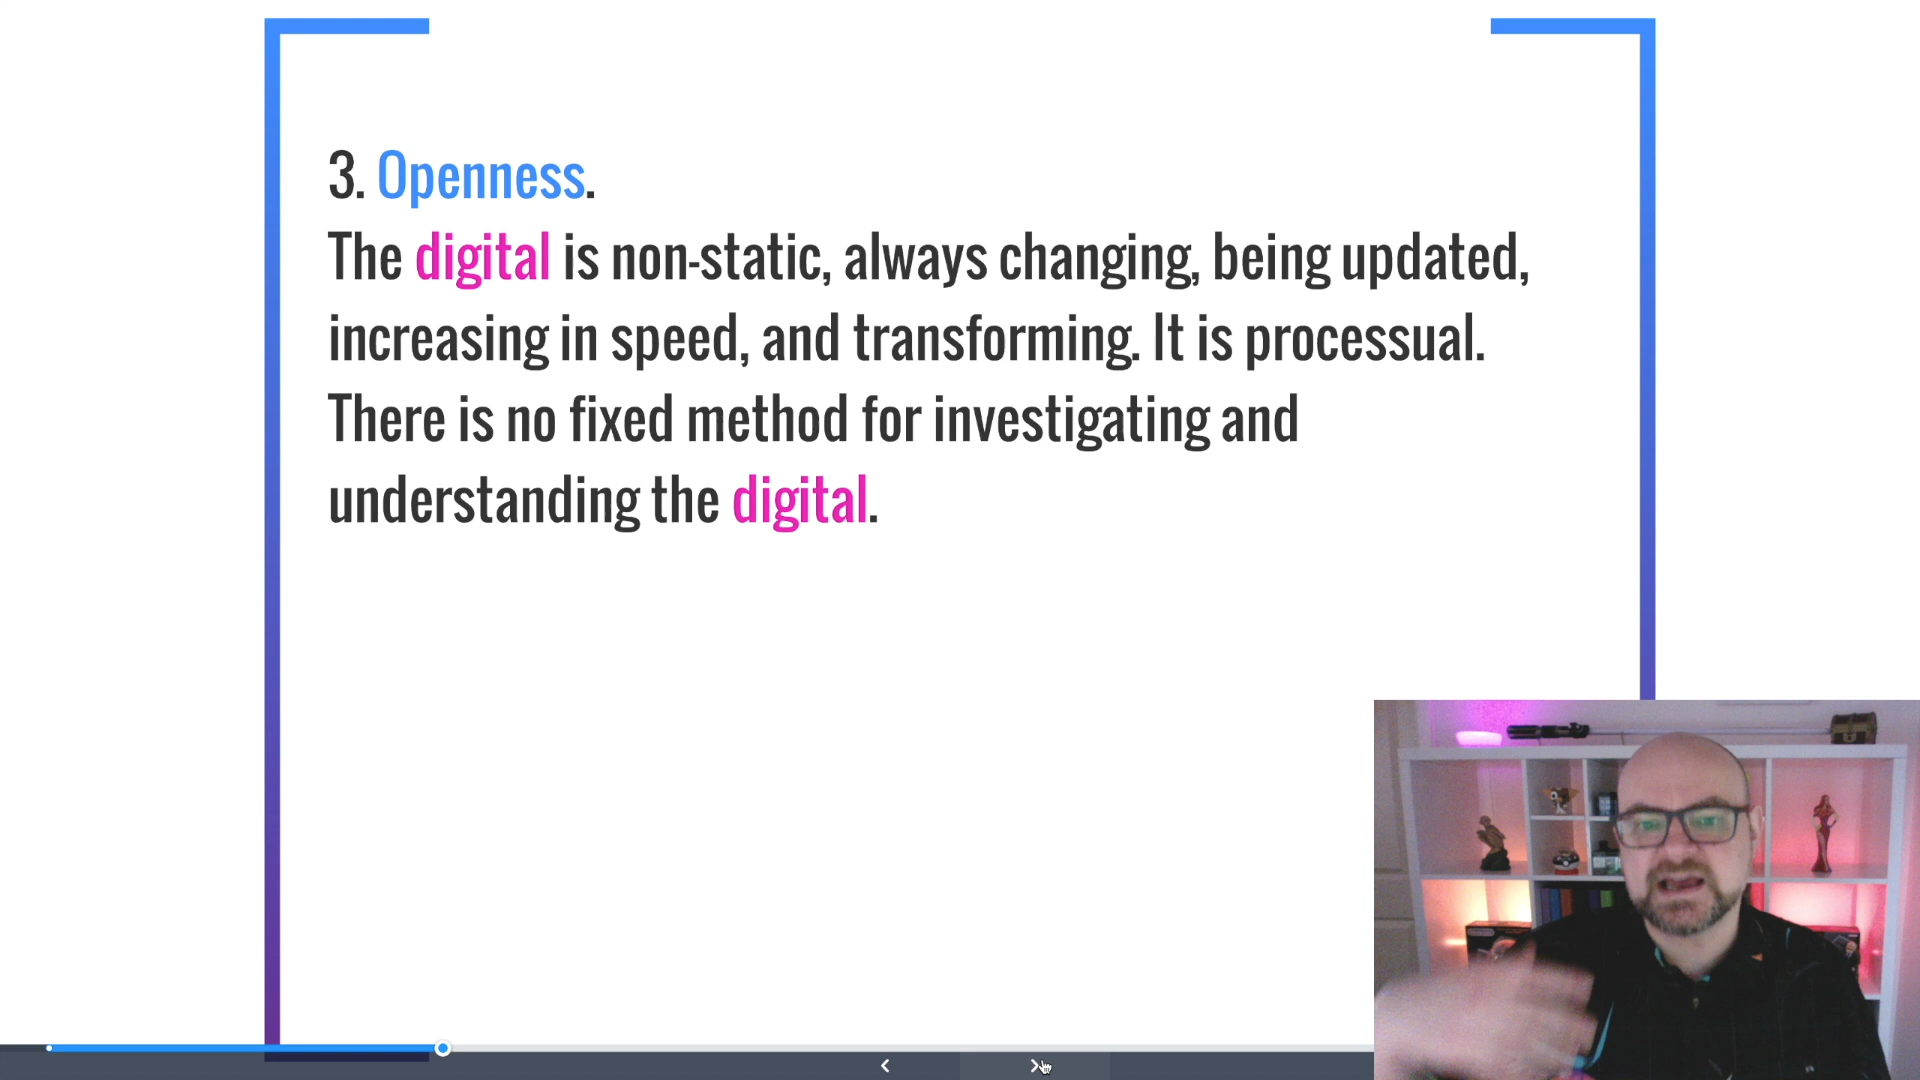 3. Openness.
The digital is non-static, always changing, being updated,
increasing in speed, and transforming. It is processual.
There is no fixed method for investigating and
understanding the digital.